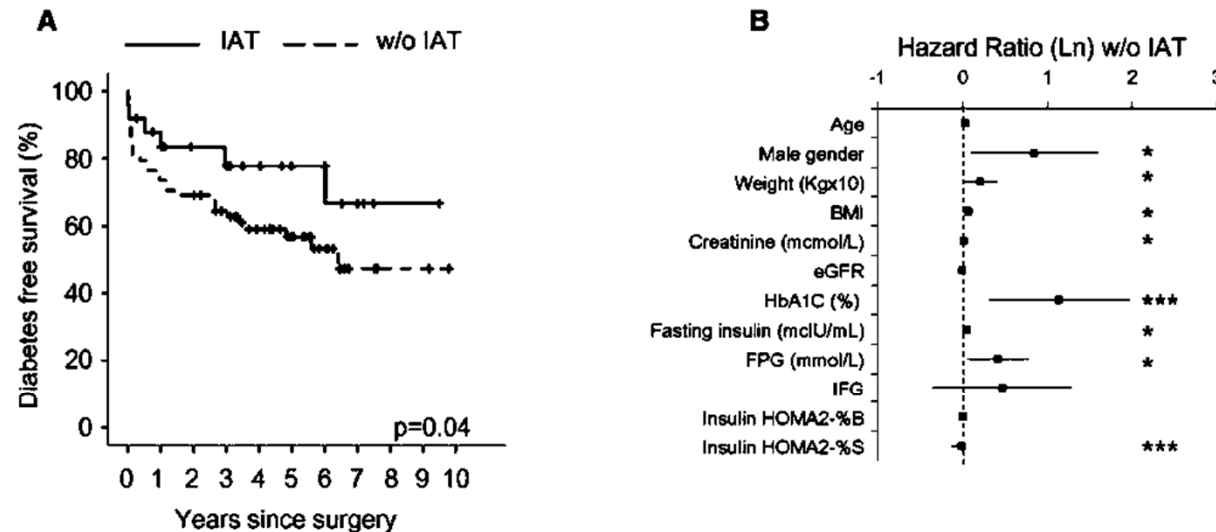 A
IAT w/o IAT
Diabetes free survival (%)
100
80
60
40
20
0
p=0.04
0 1 2 3 4 5 6 7 8 9 10
Years since surgery
B
Hazard Ratio (Ln) w/o IAT
-1 0 1 2 3
Age
Male gender *
Weight (Kgx10) *
BMI *
Creatinine (mcmol/L) *
eGFR
HbA1C (%) ***
Fasting insulin (mcIU/mL) *
FPG (mmol/L) *
IFG
Insulin HOMA2-%B
Insulin HOMA2-%S ***